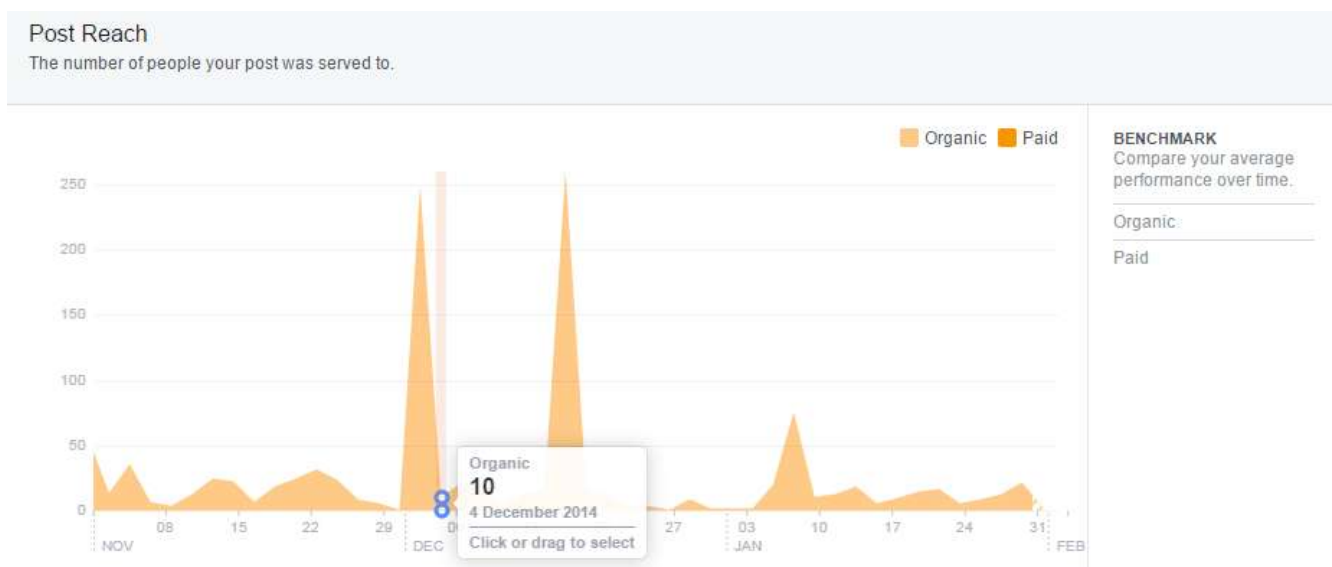 Post Reach
The number of people your post was served to.
Organic Paid
BENCHMARK
Compare your average
performance over time.
Organic
Paid
250
200
150
100
50
0
Organic
10
4 December 2014
Click or drag to select
08 15 22 29 27 03 10 17 24 31
NOV DEC JAN FEB